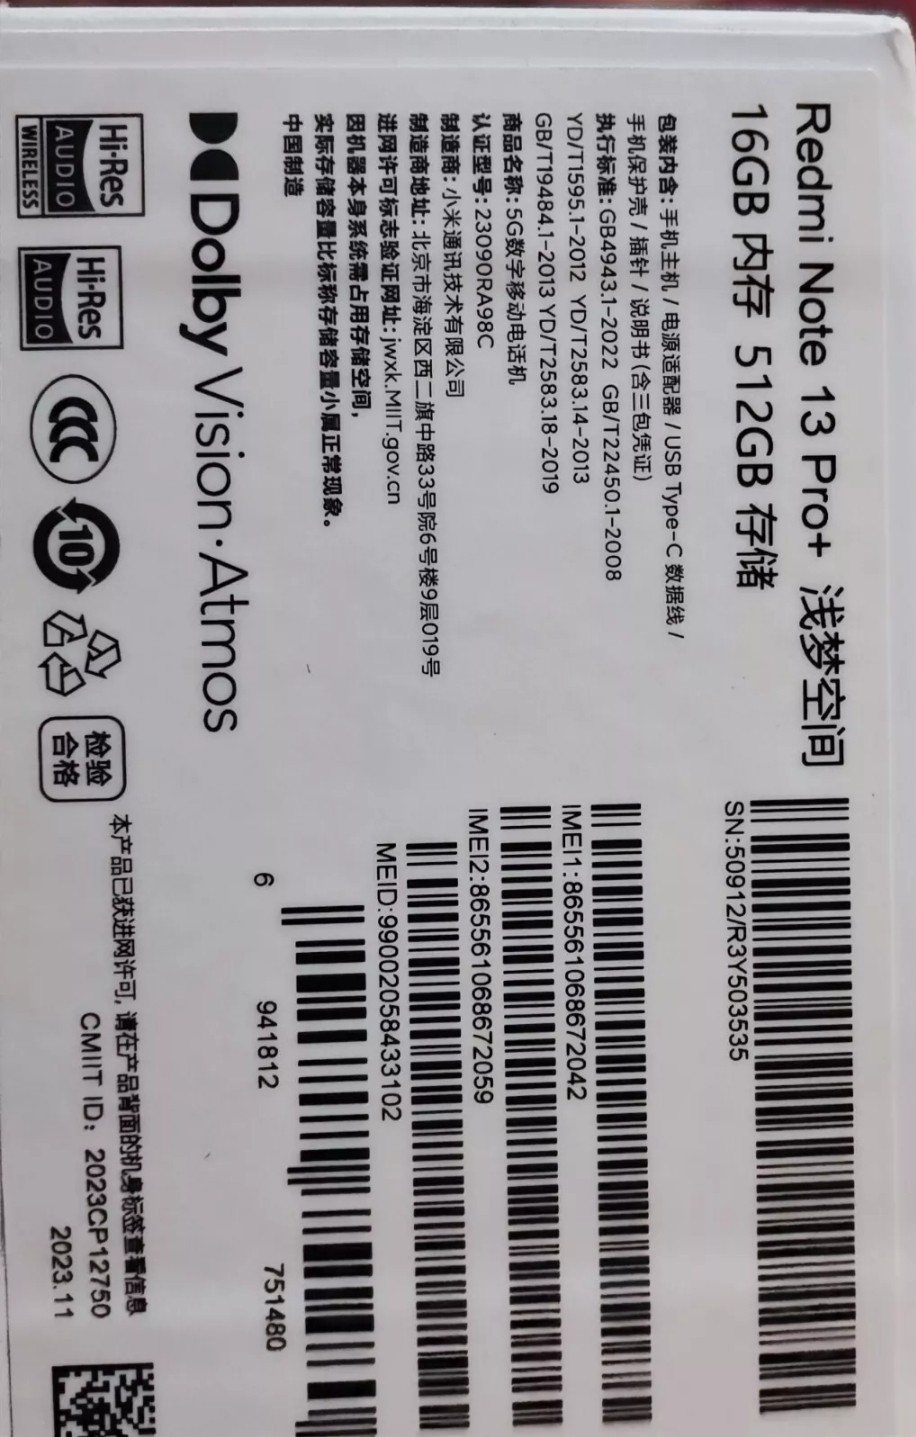 Redmi Note 13 Pro+ 浅梦空间
16GB 内存 512GB 存储
包装内含: 手机主机 / 电源适配器 / USB Type-C 数据线 /
手机保护壳 / 插针 / 说明书 (含三包凭证)
执行标准: GB4943.1-2022 GB/T22450.1-2008
YD/T1595.1-2012 YD/T2583.14-2013
GB/T19484.1-2013 YD/T2583.18-2019
商品名称: 5G数字移动电话机
认证型号: 23090RA98C
制造商: 小米通讯技术有限公司
制造商地址: 北京市海淀区西二旗中路33号院6号楼9层019号
进网许可标志验证网址: jwxk.MIIT.gov.cn
因机器本身系统需占用存储空间,
实际存储容量比标称存储容量小属正常现象。
中国制造
SN:50912/R3Y503535
IMEI1:865561068672042
IMEI2:865561068672059
MEID:99002058433102
6 941812 751480
Dolby Vision·Atmos
Hi-Res
AUDIO
WIRELESS
Hi-Res
AUDIO
CCC
10
检验
合格
本产品已获进网许可, 请在产品背面的机身标签查看信息
CMIIT ID: 2023CP12750
2023.11